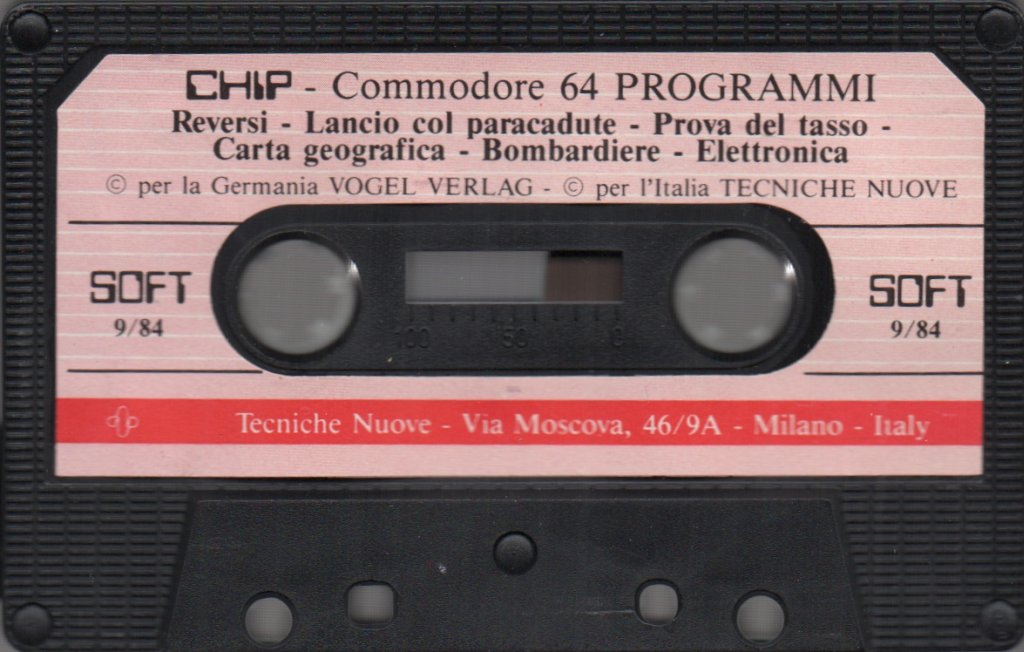 CHIP - Commodore 64 PROGRAMMI
Reversi - Lancio col paracadute - Prova del tasso -
Carta geografica - Bombardiere - Elettronica
© per la Germania VOGEL VERLAG - © per l'Italia TECNICHE NUOVE
SOFT
9/84
100 50 0
SOFT
9/84
Tecniche Nuove - Via Moscova, 46/9A - Milano - Italy